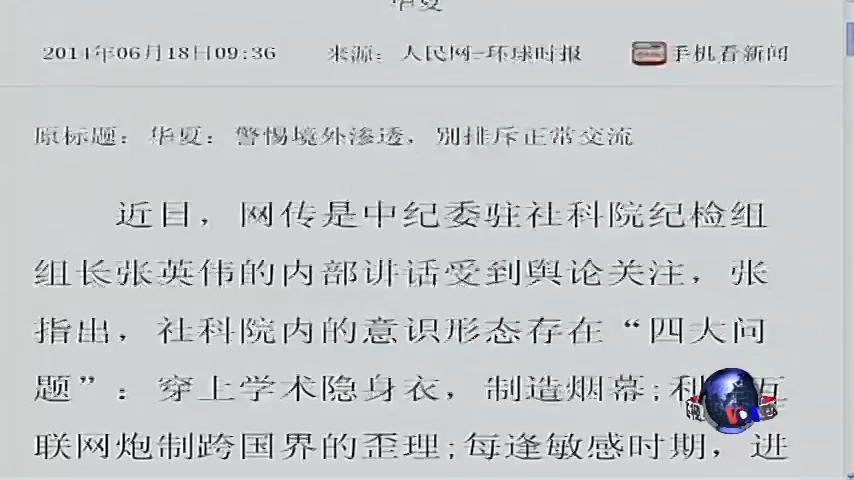 华夏
2014年06月18日09:36 来源：人民网-环球时报 手机看新闻
原标题：华夏：警惕境外渗透，别排斥正常交流
近日，网传是中纪委驻社科院纪检组
组长张英伟的内部讲话受到舆论关注，张
指出，社科院内的意识形态存在“四大问
题”：穿上学术隐身衣，制造烟幕;利 互
联网炮制跨国界的歪理;每逢敏感时期，进
VOA